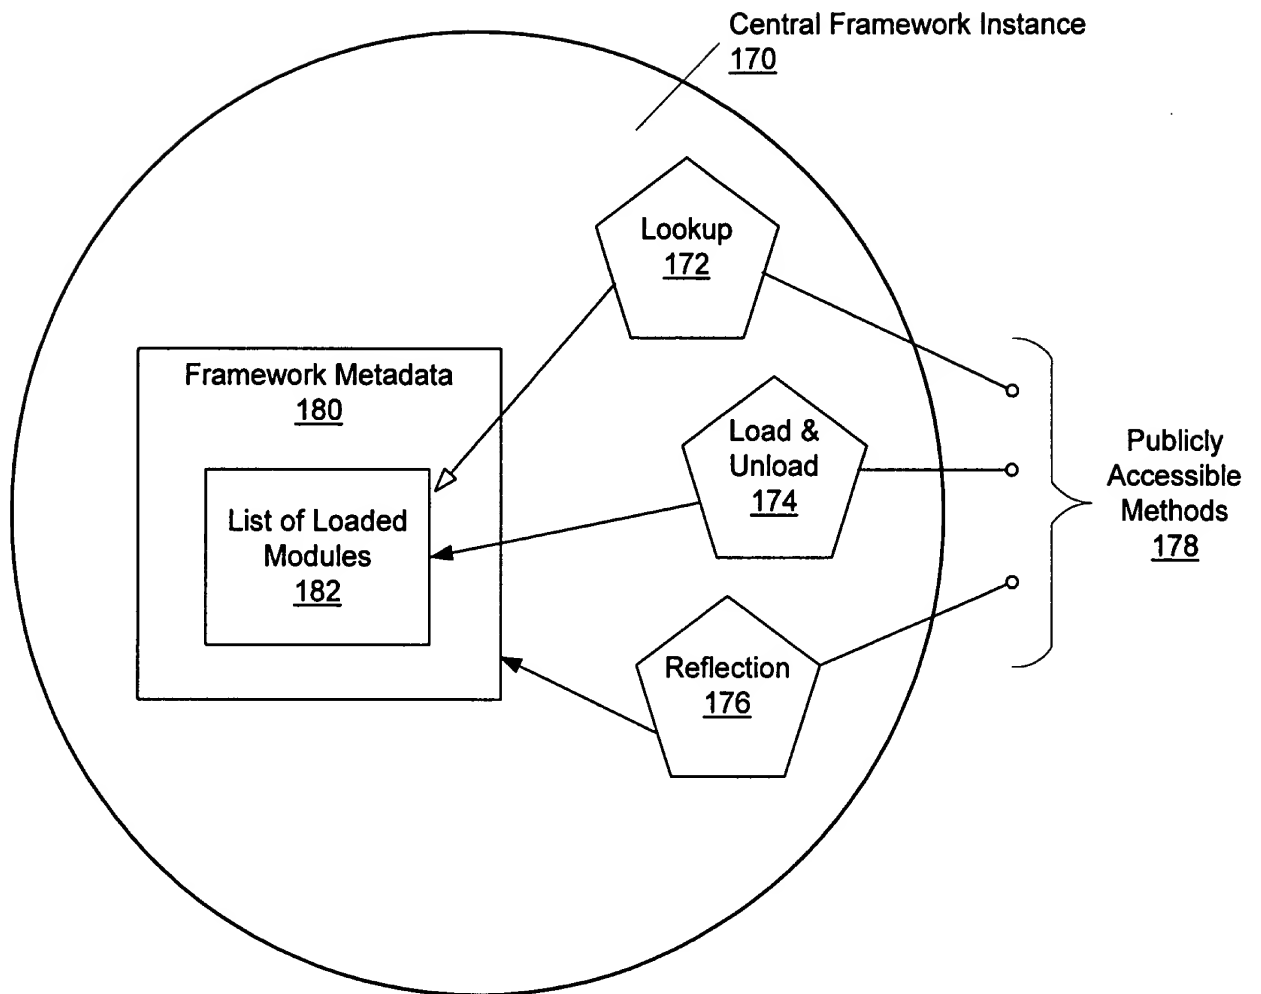 Central Framework Instance
170
Lookup
172
Framework Metadata
180
List of Loaded
Modules
182
Load &
Unload
174
Reflection
176
Publicly
Accessible
Methods
178